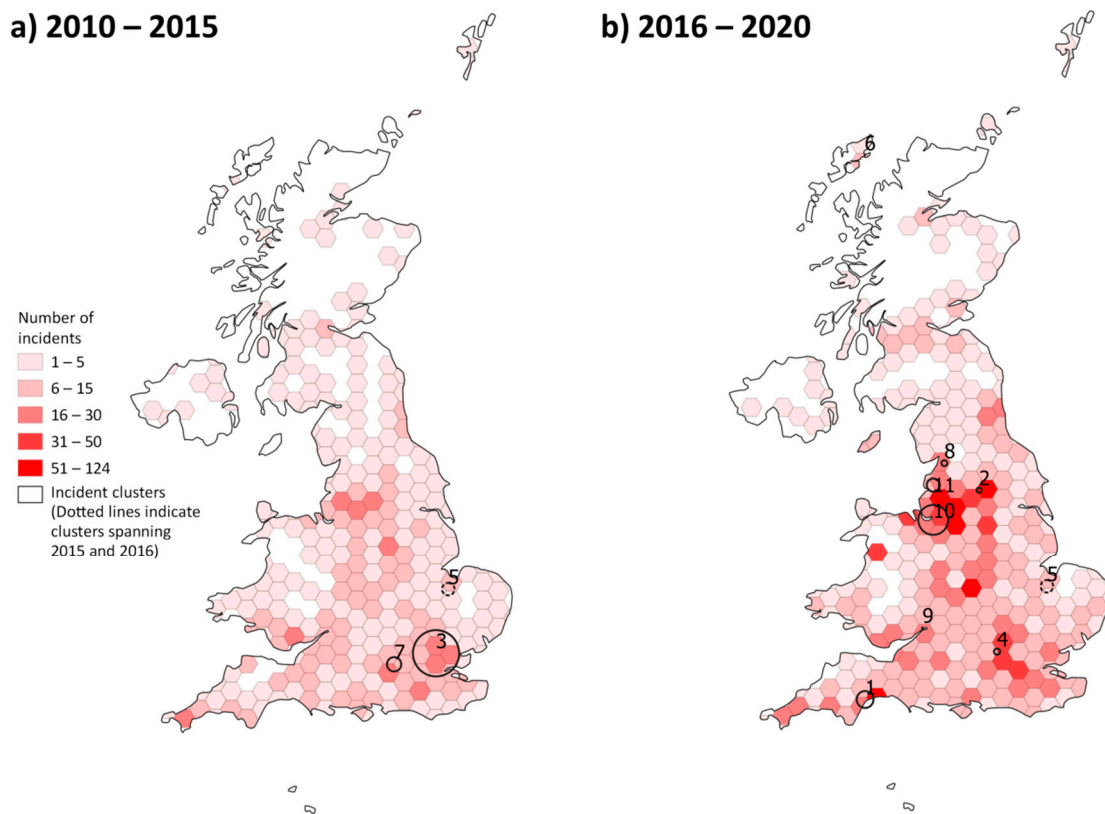 a) 2010 – 2015
b) 2016 – 2020
Number of
incidents
1 – 5
6 – 15
16 – 30
31 – 50
51 – 124
Incident clusters
(Dotted lines indicate
clusters spanning
2015 and 2016)
5
3
7
6
8
11
2
10
5
9
4
1